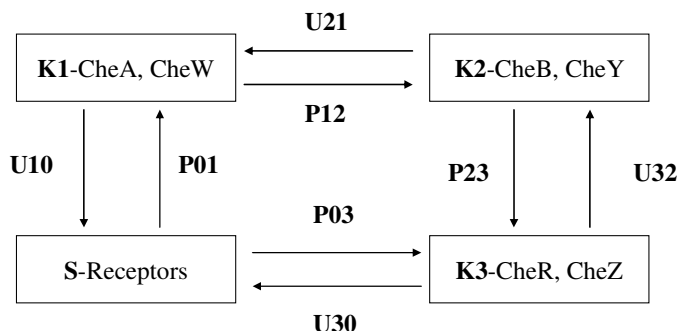 U21
K1-CheA, CheW
K2-CheB, CheY
P12
U10
P01
P23
U32
P03
S-Receptors
K3-CheR, CheZ
U30